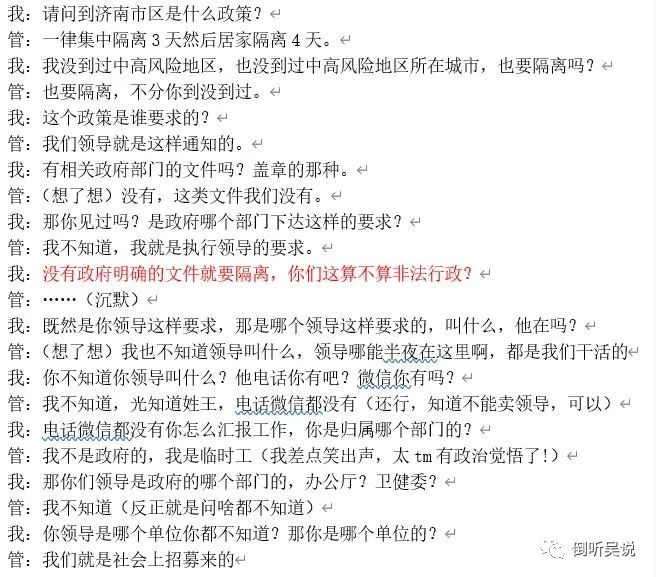 我：请问到济南市区是什么政策？
管：一律集中隔离3天然后居家隔离4天。
我：我没到过中高风险地区，也没到过中高风险地区所在城市，也要隔离吗？
管：也要隔离，不分你到没到过。
我：这个政策是谁要求的？
管：我们领导就是这样通知的。
我：有相关政府部门的文件吗？盖章的那种。
管：（想了想）没有，这类文件我们没有。
我：那你见过吗？是政府哪个部门下达这样的要求？
管：我不知道，我就是执行领导的要求。
我：没有政府明确的文件就要隔离，你们这算不算非法行政？
管：……（沉默）
我：既然是你领导这样要求，那是哪个领导这样要求的，叫什么，他在吗？
管：（想了想）我也不知道领导叫什么，领导哪能半夜在这里啊，都是我们干活的
我：你不知道你领导叫什么？他电话你有吧？微信你有吗？
管：我不知道，光知道姓王，电话微信都没有（还行，知道不能卖领导，可以）
我：电话微信都没有你怎么汇报工作，你是归属哪个部门的？
管：我不是政府的，我是临时工（我差点笑出声，太tm有政治觉悟了!）
我：那你们领导是政府的哪个部门的，办公厅？卫健委？
管：我不知道（反正就是问啥都不知道）
我：你领导是哪个单位你都不知道？那你是哪个单位的？
管：我们就是社会上招募来的
倒听吴说